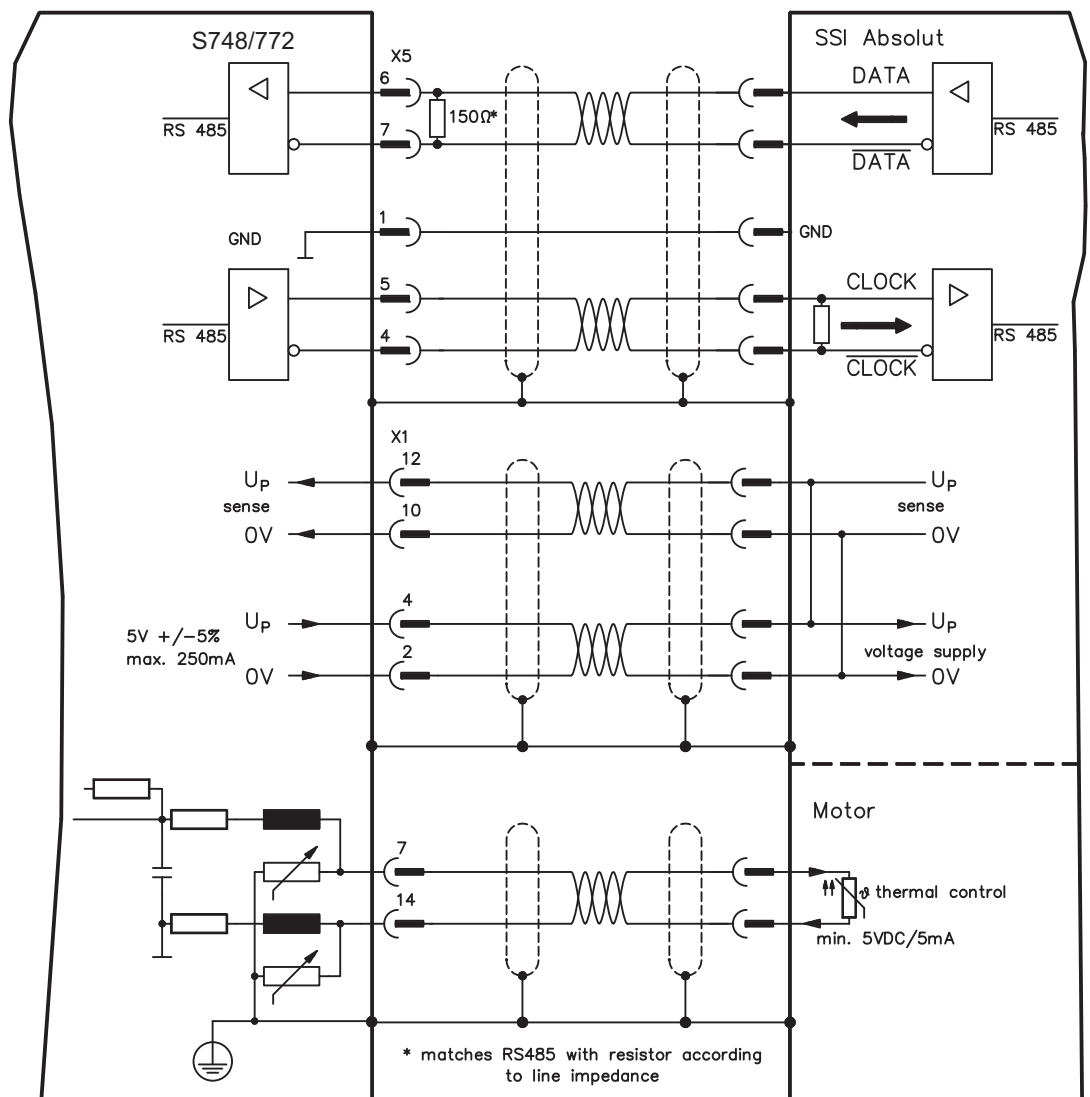 S748/772
SSI Absolut
X5
6
DATA
150Ω*
RS 485
RS 485
7
DATA
1
GND
GND
5
CLOCK
RS 485
RS 485
4
CLOCK
X1
12
UP
UP
sense
sense
10
0V
0V
4
5V +/-5%
max. 250mA
UP
UP
voltage supply
2
0V
0V
Motor
7
ϑ thermal control
14
min. 5VDC/5mA
* matches RS485 with resistor according
to line impedance